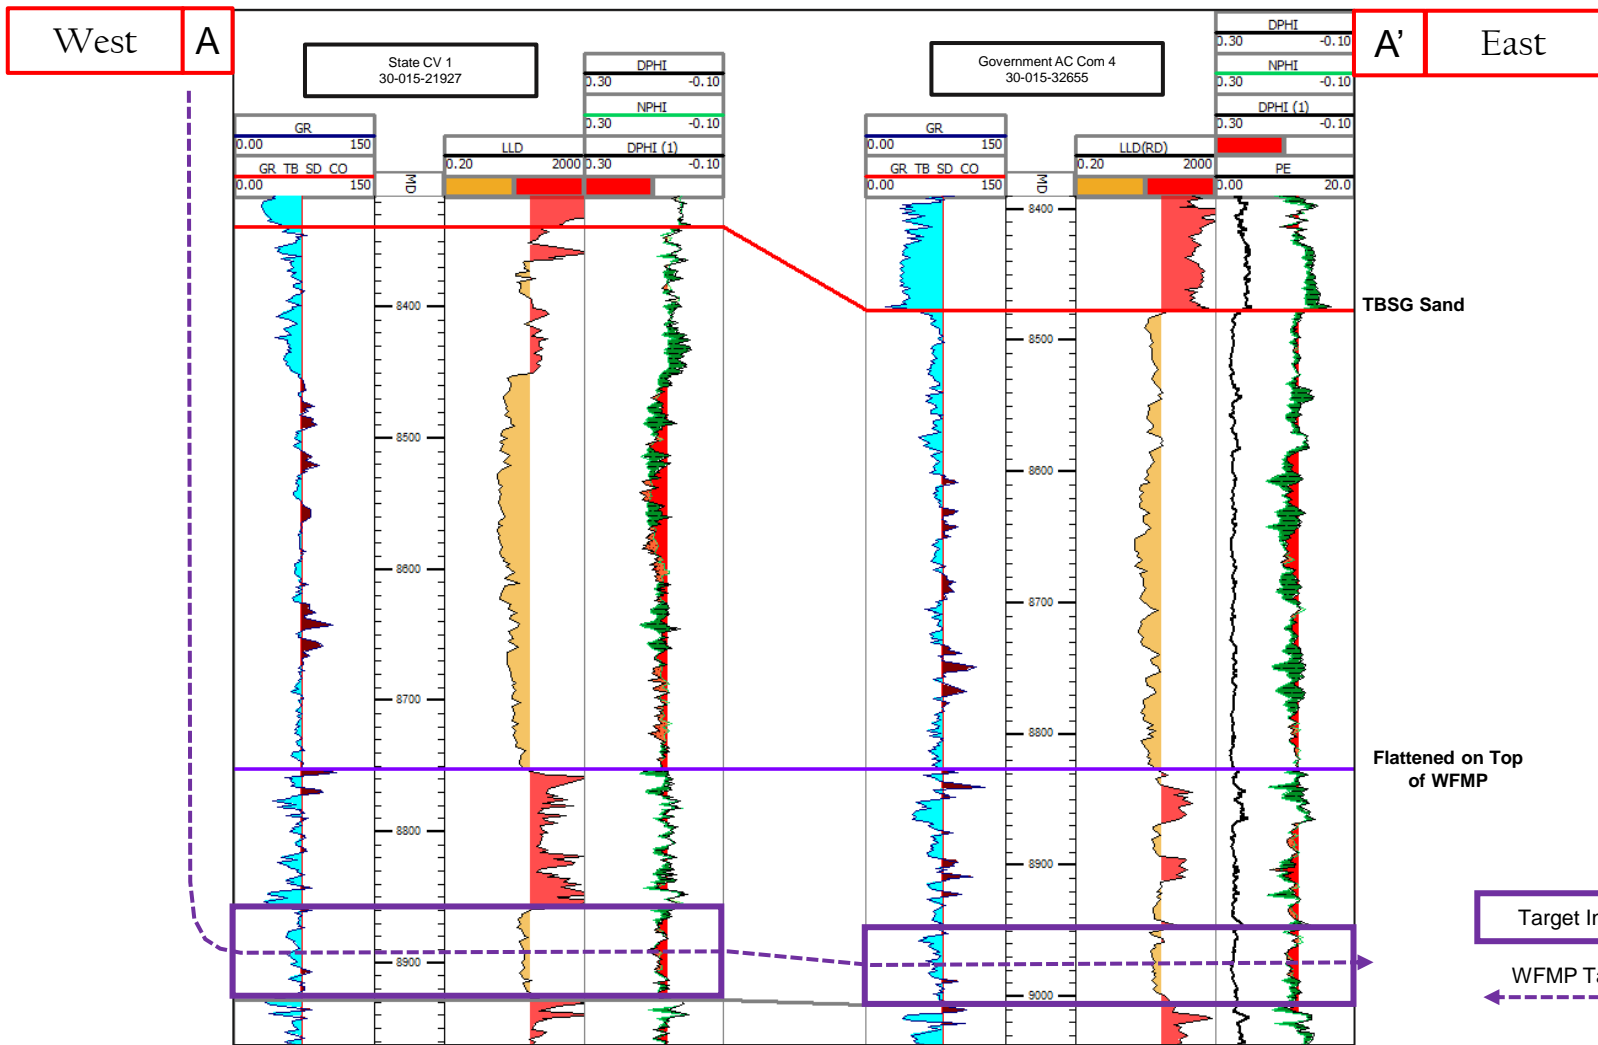 West
A
State CV 1
30-015-21927
Government AC Com 4
30-015-32655
A'
East
DPHI
0.30 -0.10
NPHI
0.30 -0.10
DPHI (1)
0.30 -0.10
GR
0.00 150
GR TB SD CO
0.00 150
MD
LLD
0.20 2000
DPHI
0.30 -0.10
NPHI
0.30 -0.10
DPHI (1)
0.30 -0.10
PE
0.00 20.0
GR
0.00 150
GR TB SD CO
0.00 150
MD
LLD(RD)
0.20 2000
8400
8500
8600
8700
8800
8900
8400
8500
8600
8700
8800
8900
9000
TBSG Sand
Flattened on Top
of WFMP
Target In
WFMP Ta